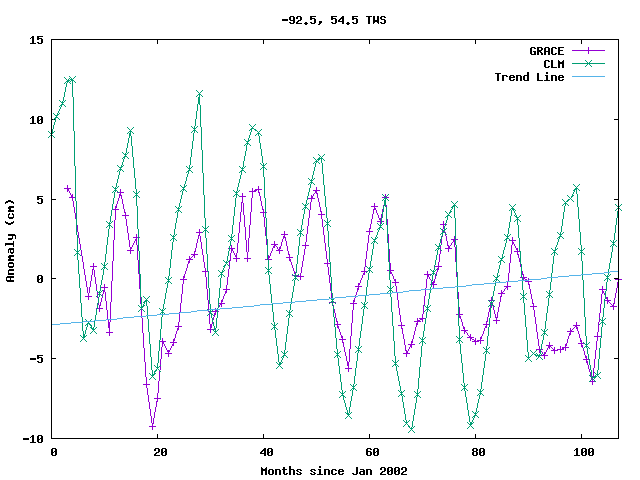 -92.5, 54.5 TWS
15
10
5
0
-5
-10
Anomaly (cm)
GRACE
CLM
Trend Line
0 20 40 60 80 100
Months since Jan 2002